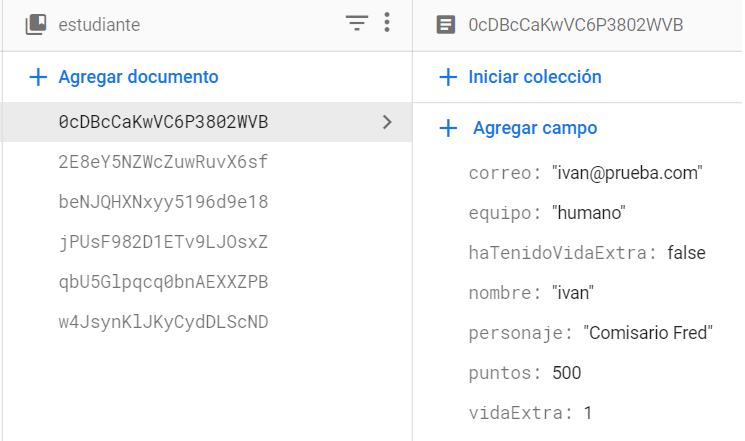 estudiante
Agregar documento
0cDBcCaKwVC6P3802WVB
2E8eY5NZWcZuwRuvX6sf
beNJQHXNxyy5196d9e18
jPUsF982D1ETv9LJOsxZ
qbU5Glpqcq0bnAEXXZPB
w4JsynKlJKyCydDLScND
0cDBcCaKwVC6P3802WVB
Iniciar colección
Agregar campo
correo: "ivan@prueba.com"
equipo: "humano"
haTenidoVidaExtra: false
nombre: "ivan"
personaje: "Comisario Fred"
puntos: 500
vidaExtra: 1